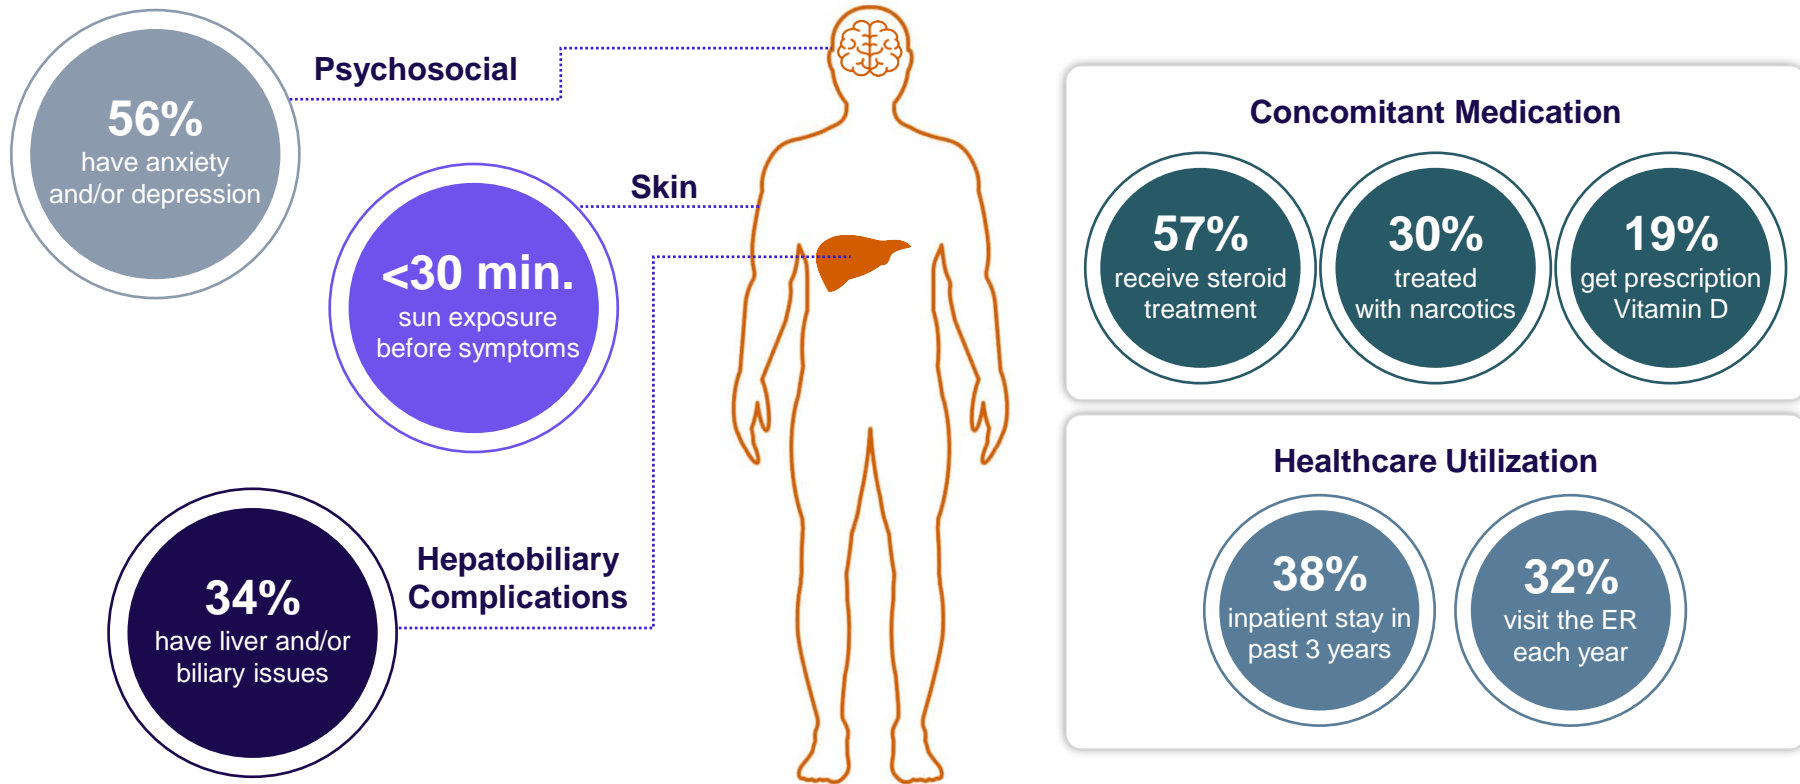 Psychosocial
56%
have anxiety
and/or depression
Skin
<30 min.
sun exposure
before symptoms
Hepatobiliary
Complications
34%
have liver and/or
biliary issues
Concomitant Medication
57%
receive steroid
treatment
30%
treated
with narcotics
19%
get prescription
Vitamin D
Healthcare Utilization
38%
inpatient stay in
past 3 years
32%
visit the ER
each year